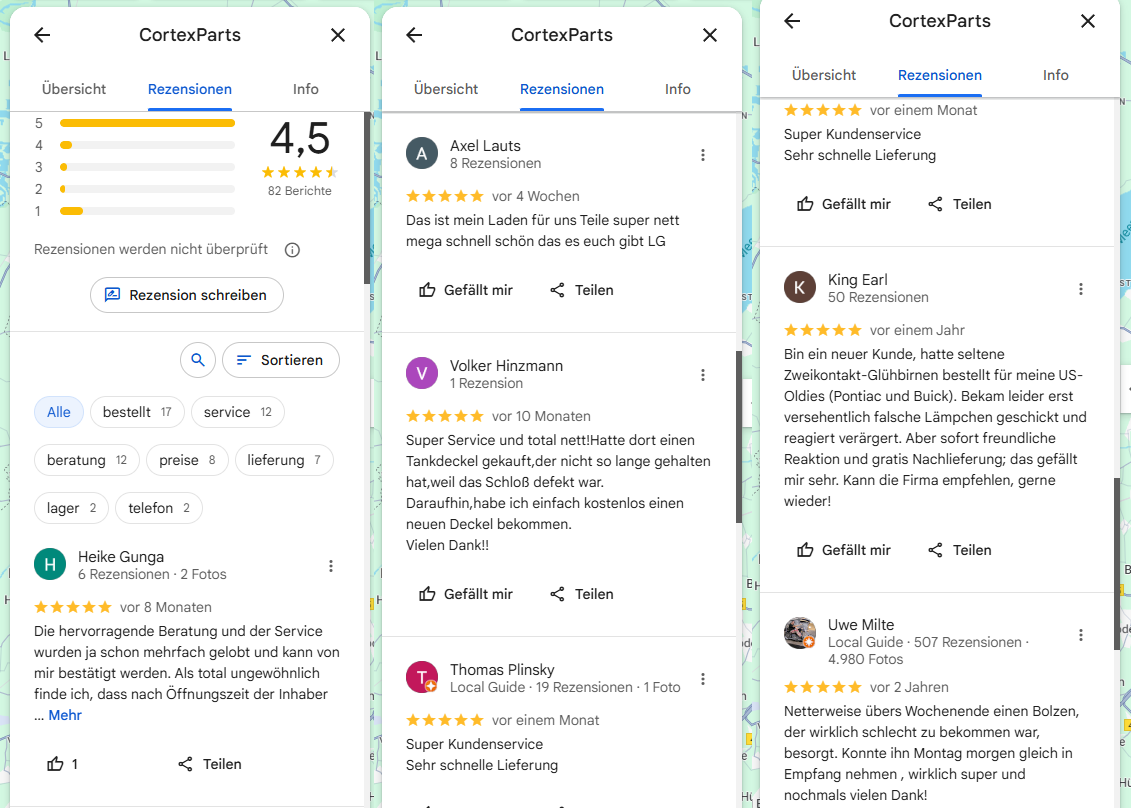 CortexParts
Übersicht
Rezensionen
Info
5
4
3
2
1
4,5
82 Berichte
Rezensionen werden nicht überprüft
Rezension schreiben
Sortieren
Alle
bestellt 17
service 12
beratung 12
preise 8
lieferung 7
lager 2
telefon 2
H
Heike Gunga
6 Rezensionen · 2 Fotos
vor 8 Monaten
Die hervorragende Beratung und der Service
wurden ja schon mehrfach gelobt und kann von
mir bestätigt werden. Als total ungewöhnlich
finde ich, dass nach Öffnungszeit der Inhaber
... Mehr
1
Teilen
CortexParts
Übersicht
Rezensionen
Info
A
Axel Lauts
8 Rezensionen
vor 4 Wochen
Das ist mein Laden für uns Teile super nett
mega schnell schön das es euch gibt LG
Gefällt mir
Teilen
V
Volker Hinzmann
1 Rezension
vor 10 Monaten
Super Service und total nett!Hatte dort einen
Tankdeckel gekauft,der nicht so lange gehalten
hat,weil das Schloß defekt war.
Daraufhin,habe ich einfach kostenlos einen
neuen Deckel bekommen.
Vielen Dank!!
Gefällt mir
Teilen
T
Thomas Plinsky
Local Guide · 19 Rezensionen · 1 Foto
vor einem Monat
Super Kundenservice
Sehr schnelle Lieferung
CortexParts
Übersicht
Rezensionen
Info
vor einem Monat
Super Kundenservice
Sehr schnelle Lieferung
Gefällt mir
Teilen
K
King Earl
50 Rezensionen
vor einem Jahr
Bin ein neuer Kunde, hatte seltene
Zweikontakt-Glühbirnen bestellt für meine US-
Oldies (Pontiac und Buick). Bekam leider erst
versehentlich falsche Lämpchen geschickt und
reagiert verärgert. Aber sofort freundliche
Reaktion und gratis Nachlieferung; das gefällt
mir sehr. Kann die Firma empfehlen, gerne
wieder!
Gefällt mir
Teilen
Uwe Milte
Local Guide · 507 Rezensionen ·
4.980 Fotos
vor 2 Jahren
Netterweise übers Wochenende einen Bolzen,
der wirklich schlecht zu bekommen war,
besorgt. Konnte ihn Montag morgen gleich in
Empfang nehmen , wirklich super und
nochmals vielen Dank!